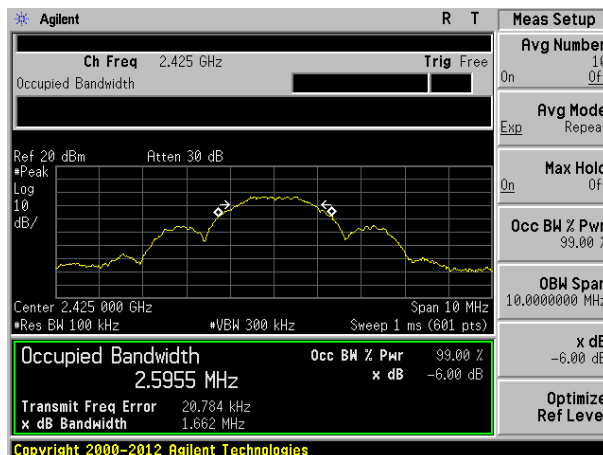 Agilent R T Meas Setup
Ch Freq 2.425 GHz Trig Free
Occupied Bandwidth
Avg Number
10
On Off
Avg Mode
Exp Repeat
Max Hold
On Off
Occ BW % Pwr
99.00 %
OBW Span
10.0000000 MHz
x dB
-6.00 dB
Optimize
Ref Level
Ref 20 dBm Atten 30 dB
#Peak
Log
10
dB/
Center 2.425 000 GHz Span 10 MHz
#Res BW 100 kHz #VBW 300 kHz Sweep 1 ms (601 pts)
Occupied Bandwidth Occ BW % Pwr 99.00 %
2.5955 MHz x dB -6.00 dB
Transmit Freq Error 20.784 kHz
x dB Bandwidth 1.662 MHz
Copyright 2000-2012 Agilent Technologies